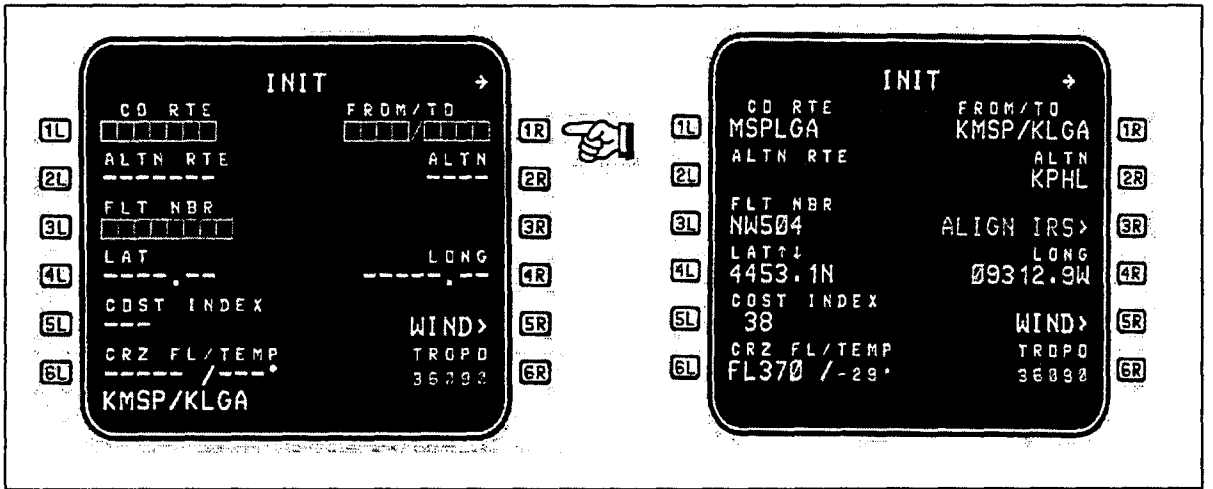 INIT →
CO RTE FROM/TO
1L □□□□□□□ □□□□/□□□□ 1R
ALTN RTE ALTN
2L ------- ---- 2R
FLT NBR
3L □□□□□□□□ 3R
LAT LONG
4L ----.-- -----.-- 4R
COST INDEX
5L --- WIND> 5R
CRZ FL/TEMP TROPO
6L ----- /---° 36090 6R
KMSP/KLGA
INIT →
CO RTE FROM/TO
1L MSPLGA KMSP/KLGA 1R
ALTN RTE ALTN
2L KPHL 2R
FLT NBR
3L NW504 ALIGN IRS> 3R
LAT↑↓ LONG
4L 4453.1N 09312.9W 4R
COST INDEX
5L 38 WIND> 5R
CRZ FL/TEMP TROPO
6L FL370 /-29° 36090 6R